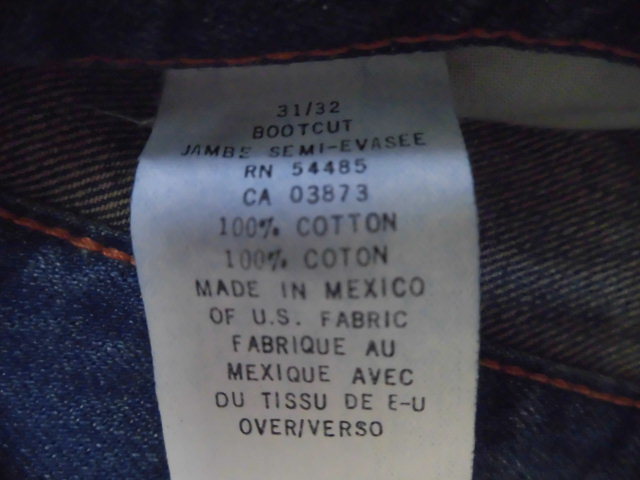 31/32
BOOTCUT
JAMBE SEMI-EVASEE
RN 54485
CA 03873
100% COTTON
100% COTON
MADE IN MEXICO
OF U.S. FABRIC
FABRIQUE AU
MEXIQUE AVEC
DU TISSU DE E-U
OVER/VERSO